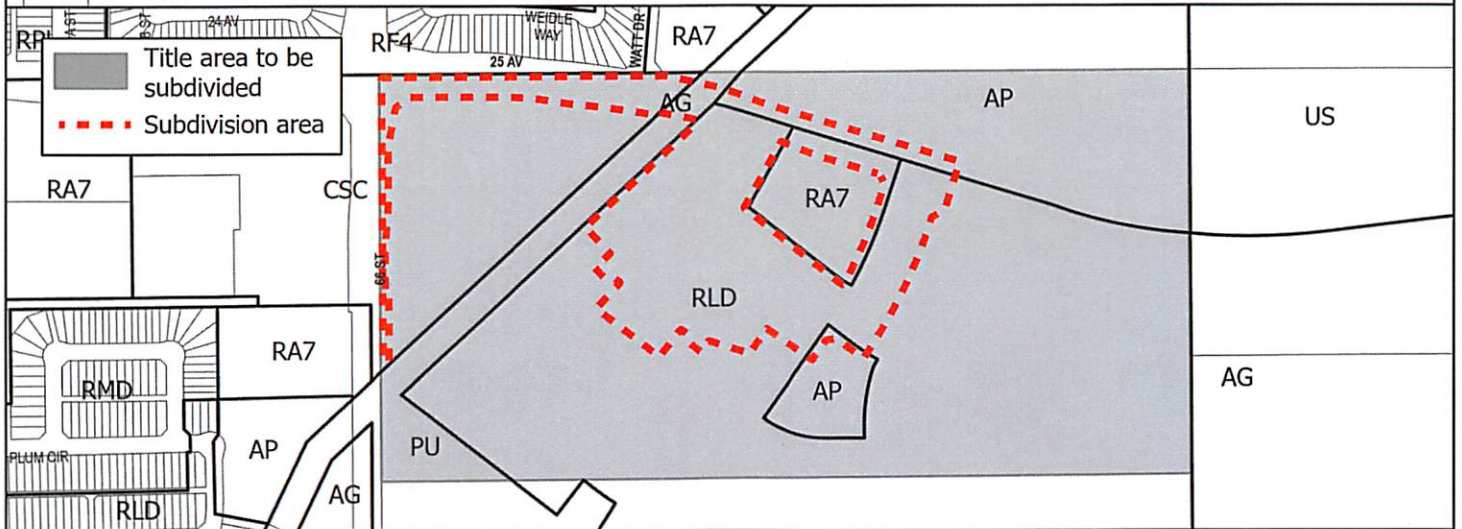 24 AV
WEIDLE
WAY
WATT DR
RF4
RA7
25 AV
Title area to be
subdivided
Subdivision area
AG
AP
US
RA7
CSC
RA7
66 ST
RLD
RA7
RMD
AP
AG
AP
PU
PLUM CIR
AG
RLD